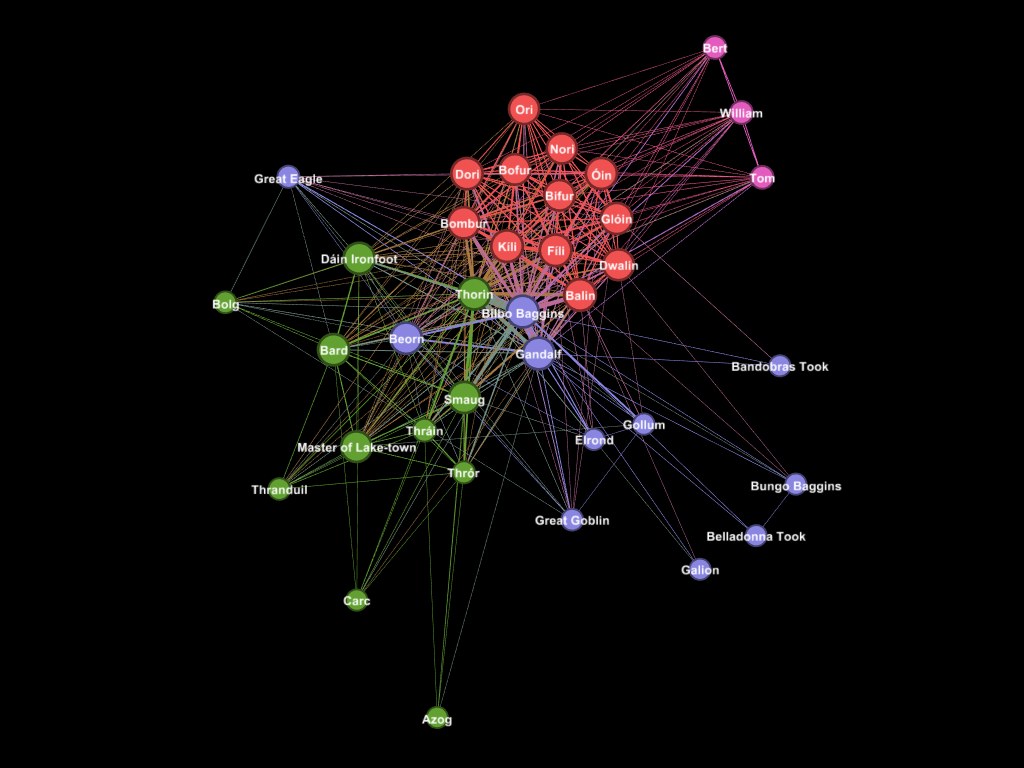 Bert
Ori
William
Nori
Bofur
Dori
Óin
Great Eagle
Tom
Bifur
Glóin
Bombur
Kíli
Fíli
Dáin Ironfoot
Dwalin
Thorin
Balin
Bolg
Bilbo Baggins
Beorn
Bard
Gandalf
Bandobras Took
Smaug
Gollum
Thráin
Elrond
Master of Lake-town
Thrór
Bungo Baggins
Thranduil
Great Goblin
Belladonna Took
Galion
Carc
Azog